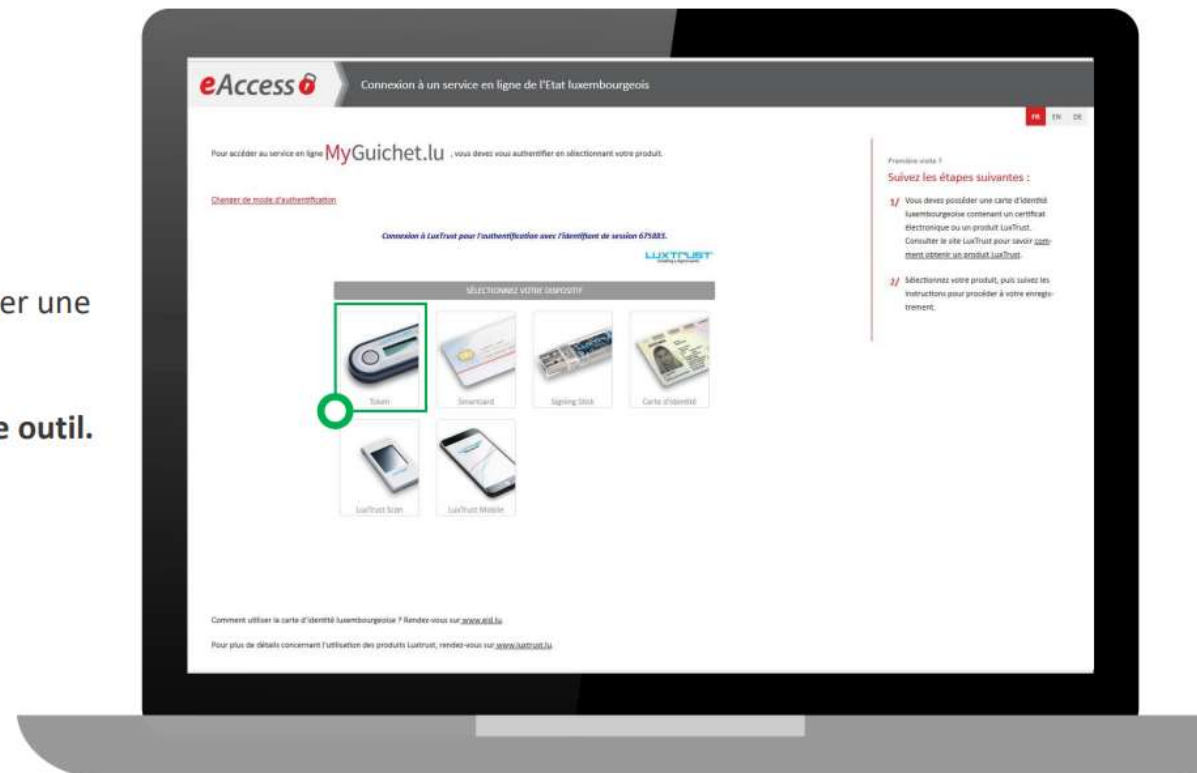 er une
e outil.
eAccess
Connexion à un service en ligne de l'Etat luxembourgeois
FR EN DE
Pour accéder au service en ligne MyGuichet.lu , vous devez vous authentifier en sélectionnant votre produit.
Changer de mode d'authentification
Connexion à LuxTrust pour l'authentification avec l'identifiant de session 675885.
LUXTRUST
SÉLECTIONNEZ VOTRE DISPOSITIF
Token
Smartcard
Signing Stick
Carte d'identité
LuxTrust Scan
LuxTrust Mobile
Première visite ?
Suivez les étapes suivantes :
1/ Vous devez posséder une carte d'identité
luxembourgeoise contenant un certificat
électronique ou un produit LuxTrust.
Consulter le site LuxTrust pour savoir com-
ment obtenir un produit LuxTrust.
2/ Sélectionnez votre produit, puis suivez les
instructions pour procéder à votre enregis-
trement.
Comment utiliser la carte d'identité luxembourgeoise ? Rendez-vous sur www.eid.lu
Pour plus de détails concernant l'utilisation des produits Luxtrust, rendez-vous sur www.luxtrust.lu